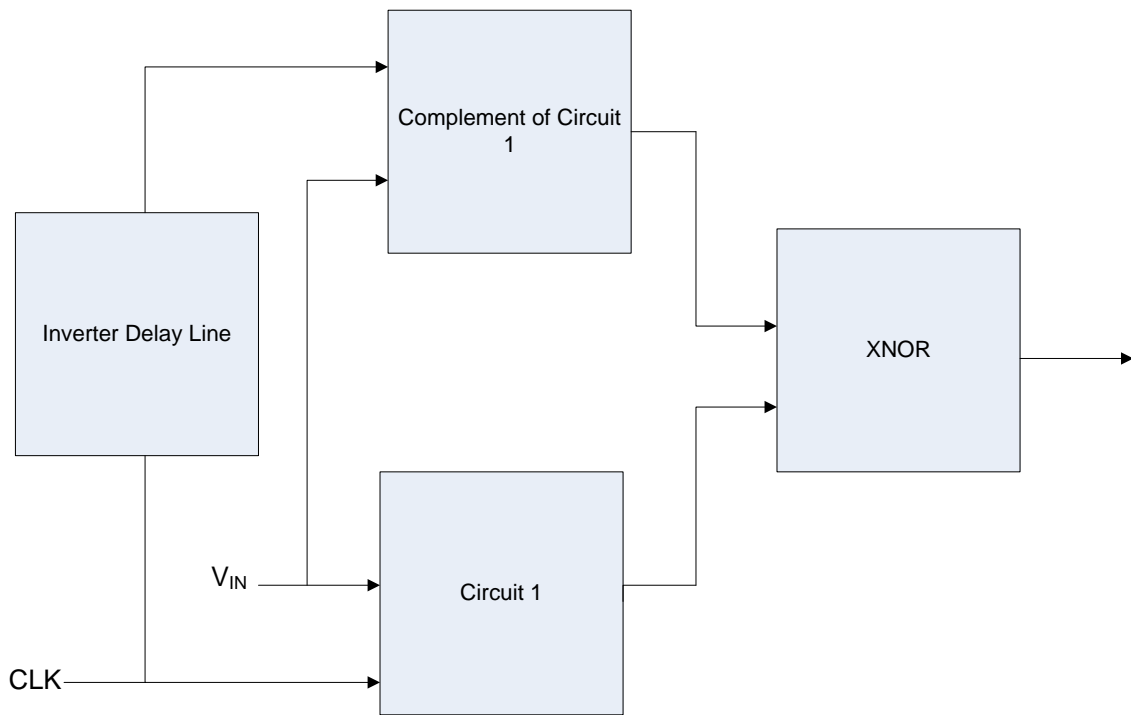 Complement of Circuit
1
Inverter Delay Line
XNOR
VIN
Circuit 1
CLK